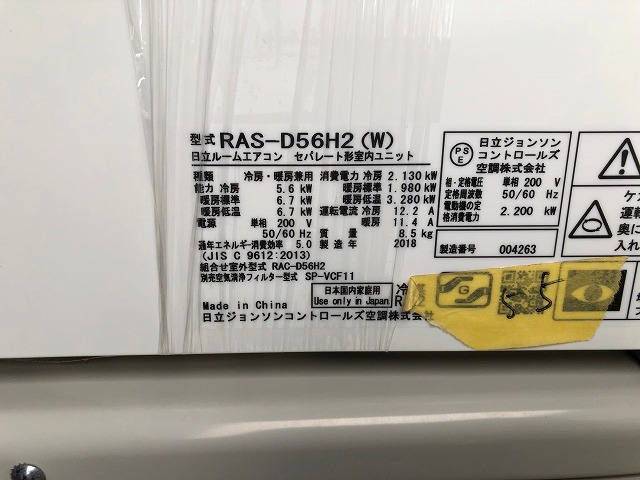 型式 RAS-D56H2(W)
日立ルームエアコン セパレート形室内ユニット
種類 冷房・暖房兼用 消費電力 冷房 2.130 kW
能力 冷房 5.6 kW 暖房標準 1.980 kW
暖房標準 6.7 kW 暖房低温 3.280 kW
暖房低温 6.7 kW 運転電流 冷房 12.2 A
電源 単相 200 V 暖房 11.4 A
50/60 Hz 質量 8.5 kg
通年エネルギー消費効率 5.0 製造年 2018
(JIS C 9612:2013)
組合せ室外型式 RAC-D56H2
別売空気清浄フィルター型式 SP-VCF11
Made in China
日本国内家庭用
Use only in Japan
冷
R
日立ジョンソンコントロールズ空調株式会社
PS
E
日立ジョンソン
コントロールズ
空調株式会社
相・定格電圧 単相 200 V
定格周波数 50/60 Hz
電動機の定
格消費電力 2.200 kW
製造番号 004263
G
ケガ
運転
奥に
入れ